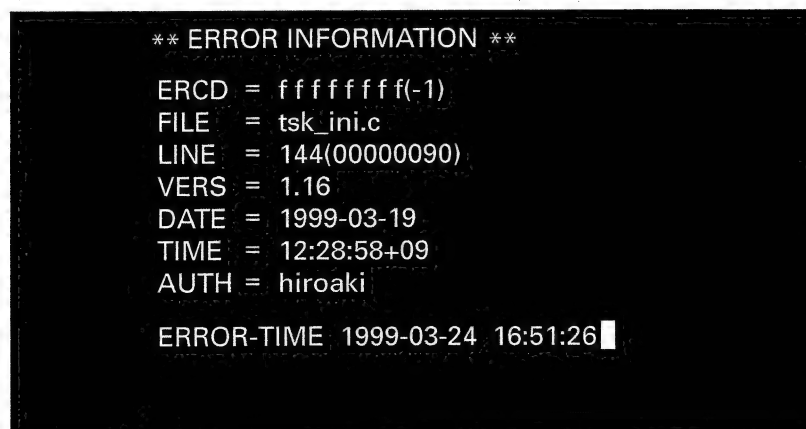 ** ERROR INFORMATION **
ERCD = f f f f f f f f(-1)
FILE = tsk_ini.c
LINE = 144(00000090)
VERS = 1.16
DATE = 1999-03-19
TIME = 12:28:58+09
AUTH = hiroaki
ERROR-TIME 1999-03-24 16:51:26